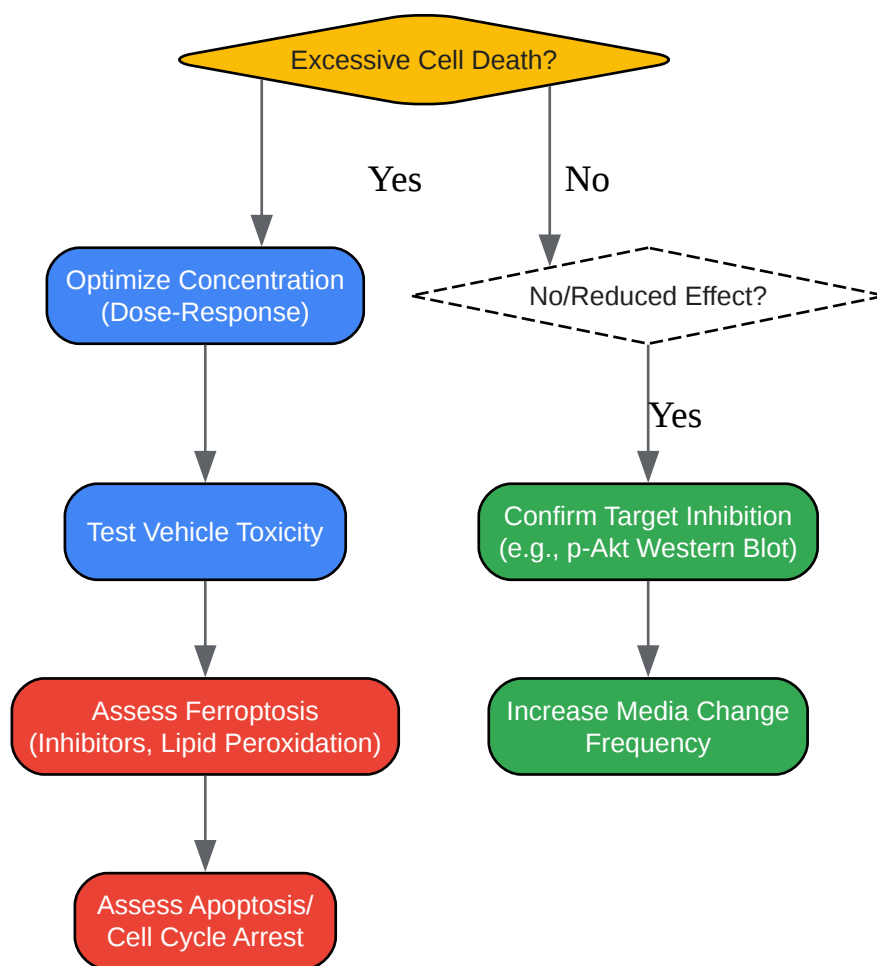 Excessive Cell Death?
Yes
No
Optimize Concentration
(Dose-Response)
No/Reduced Effect?
Yes
Test Vehicle Toxicity
Confirm Target Inhibition
(e.g., p-Akt Western Blot)
Assess Ferroptosis
(Inhibitors, Lipid Peroxidation)
Increase Media Change
Frequency
Assess Apoptosis/
Cell Cycle Arrest